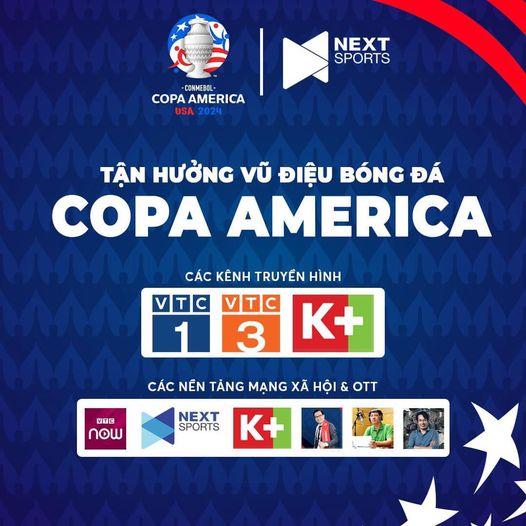 CONMEBOL
COPA AMERICA
USA 2024
NEXT
SPORTS
TẬN HƯỞNG VŨ ĐIỆU BÓNG ĐÁ
COPA AMERICA
CÁC KÊNH TRUYỀN HÌNH
VTC 1
VTC 3
K+
CÁC NỀN TẢNG MẠNG XÃ HỘI & OTT
VTC now
NEXT
SPORTS
K+